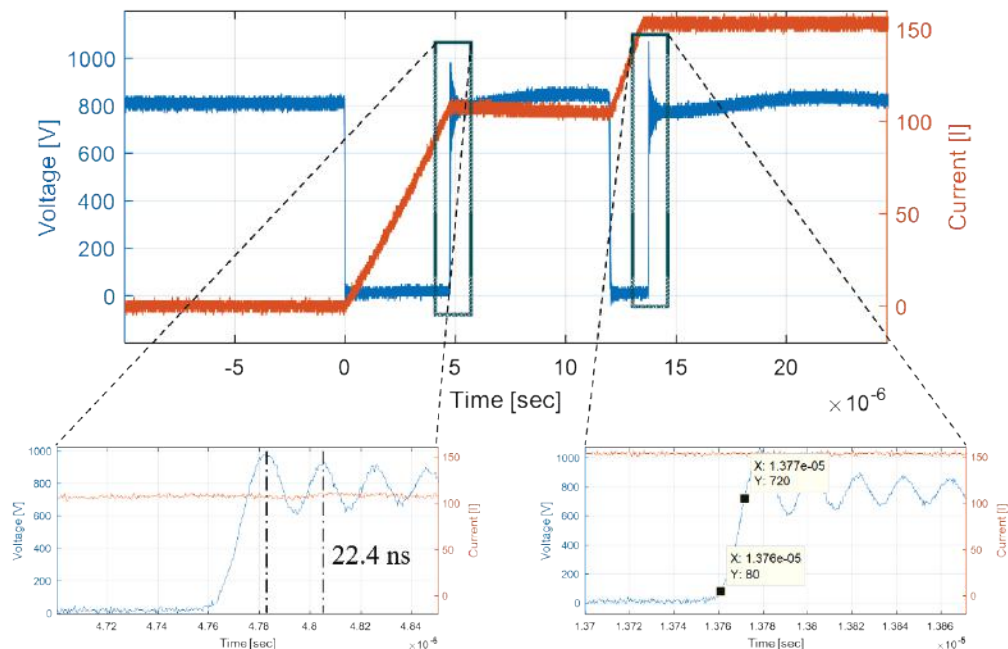 1000
800
600
400
200
0
Voltage [V]
150
100
50
0
Current [I]
-5 0 5 10 15 20
Time [sec]
×10⁻⁶
1000
800
600
400
200
0
Voltage [V]
22.4 ns
150
100
50
0
Current [I]
4.72 4.74 4.76 4.78 4.8 4.82 4.84
Time [sec]
×10⁻⁶
1000
800
600
400
200
0
Voltage [V]
X: 1.377e-05
Y: 720
X: 1.376e-05
Y: 80
150
100
50
0
Current [I]
1.37 1.372 1.374 1.376 1.378 1.38 1.382 1.384 1.386
Time [sec]
×10⁻⁵